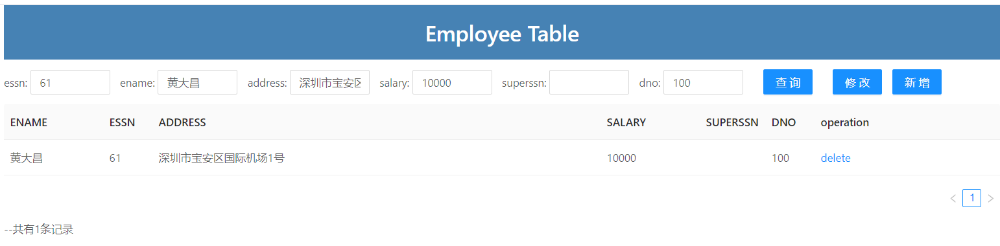 Employee Table
essn: 61 ename: 黄大昌 address: 深圳市宝安区 salary: 10000 superssn: dno: 100 查询 修改 新增
ENAME ESSN ADDRESS SALARY SUPERSSN DNO operation
黄大昌 61 深圳市宝安区国际机场1号 10000 100 delete
< 1 >
--共有1条记录